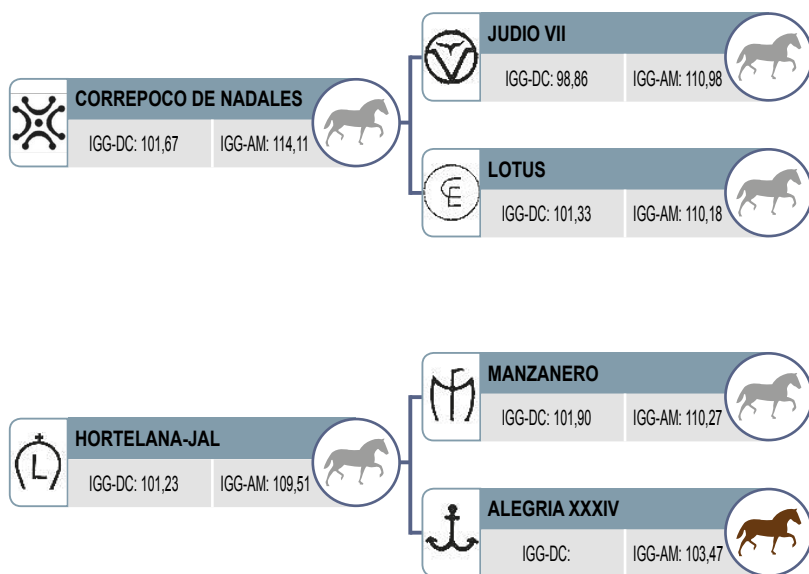 JUDIO VII
IGG-DC: 98,86 IGG-AM: 110,98
CORREPOCO DE NADALES
IGG-DC: 101,67 IGG-AM: 114,11
LOTUS
IGG-DC: 101,33 IGG-AM: 110,18
MANZANERO
IGG-DC: 101,90 IGG-AM: 110,27
HORTELANA-JAL
IGG-DC: 101,23 IGG-AM: 109,51
L
ALEGRIA XXXIV
IGG-DC: IGG-AM: 103,47